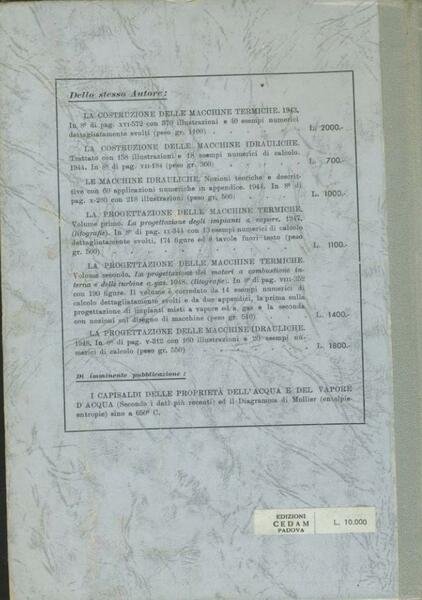 Dello stesso Autore:
LA COSTRUZIONE DELLE MACCHINE TERMICHE. 1943.
In 8º di pag. XVI-572 con 370 illustrazioni e 40 esempi numerici
dettagliatamente svolti (peso gr. 1100) . . . . L. 2000.-
LA COSTRUZIONE DELLE MACCHINE IDRAULICHE.
Trattato con 158 illustrazioni e 18 esempi numerici di calcolo.
1944. In 8º di pag. VII-184 (peso gr. 300) . . . . L. 700.-
LE MACCHINE IDRAULICHE. Nozioni teoriche e descrit-
tive con 60 applicazioni numeriche in appendice. 1944. In 8º di
pag. x-280 con 218 illustrazioni (peso gr. 500) . . . L. 1000.-
LA PROGETTAZIONE DELLE MACCHINE TERMICHE.
Volume primo. La progettazione degli impianti a vapore. 1947.
(litografie). In 8º di pag. II-344 con 13 esempi numerici di calcolo
dettagliatamente svolti, 174 figure ed 8 tavole fuori testo (peso
gr. 500) . . . . . . . . L. 1100.-
LA PROGETTAZIONE DELLE MACCHINE TERMICHE.
Volume secondo. La progettazione dei motori a combustione in-
terna e delle turbine a gas. 1948. (litografie). In 8º di pag. VIII-352
con 190 figure. Il volume è corredato da 14 esempi numerici di
calcolo dettagliatamente svolti e da due appendici, la prima sulla
progettazione di impianti misti a vapore ed a gas e la seconda
con nozioni sul disegno di macchine (peso gr. 510) . . L. 1400.-
LA PROGETTAZIONE DELLE MACCHINE IDRAULICHE.
1948. In 8º di pag. v-312 con 160 illustrazioni e 20 esempi nu-
merici di calcolo (peso gr. 550) . . . . . L. 1800.-
Di imminente pubblicazione:
I CAPISALDI DELLE PROPRIETÀ DELL'ACQUA E DEL VAPORE
D'ACQUA (Secondo i dati più recenti) ed il Diagramma di Mollier (entalpie-
entropie) sino a 650º C.
EDIZIONI
CEDAM
PADOVA
L. 10.000